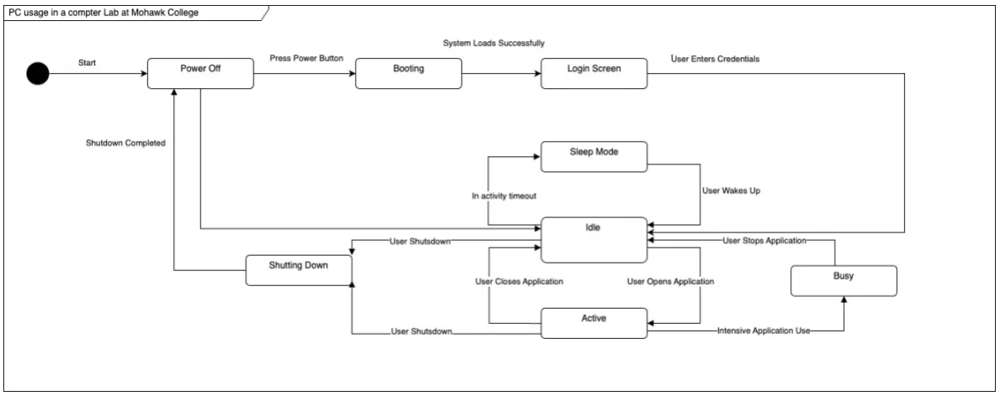 PC usage in a compter Lab at Mohawk College
System Loads Successfully
Start
Press Power Button
User Enters Credentials
Power Off
Booting
Login Screen
Shutdown Completed
Sleep Mode
User Wakes Up
In activity timeout
Idle
User Shutsdown
User Stops Application
Shutting Down
Busy
User Closes Application
User Opens Application
Active
User Shutsdown
Intensive Application Use